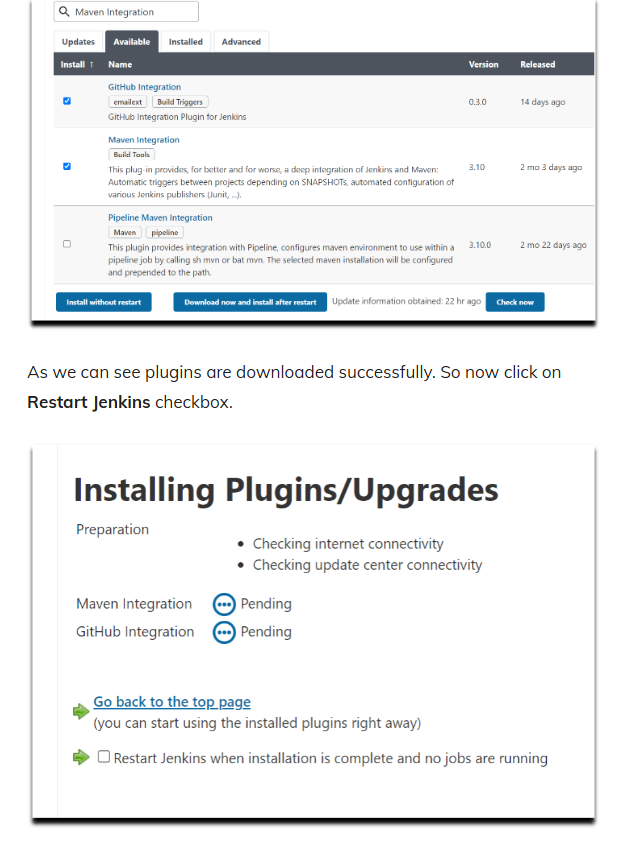 Maven Integration
Updates Available Installed Advanced
Install ↑ Name Version Released
GitHub Integration
emailext Build Triggers
GitHub Integration Plugin for Jenkins
0.3.0 14 days ago
Maven Integration
Build Tools
This plug-in provides, for better and for worse, a deep integration of Jenkins and Maven:
Automatic triggers between projects depending on SNAPSHOTs, automated configuration of
various Jenkins publishers (Junit, ...).
3.10 2 mo 3 days ago
Pipeline Maven Integration
Maven pipeline
This plugin provides integration with Pipeline, configures maven environment to use within a
pipeline job by calling sh mvn or bat mvn. The selected maven installation will be configured
and prepended to the path.
3.10.0 2 mo 22 days ago
Install without restart Download now and install after restart Update information obtained: 22 hr ago Check now
As we can see plugins are downloaded successfully. So now click on
Restart Jenkins checkbox.
Installing Plugins/Upgrades
Preparation
• Checking internet connectivity
• Checking update center connectivity
Maven Integration Pending
GitHub Integration Pending
Go back to the top page
(you can start using the installed plugins right away)
Restart Jenkins when installation is complete and no jobs are running